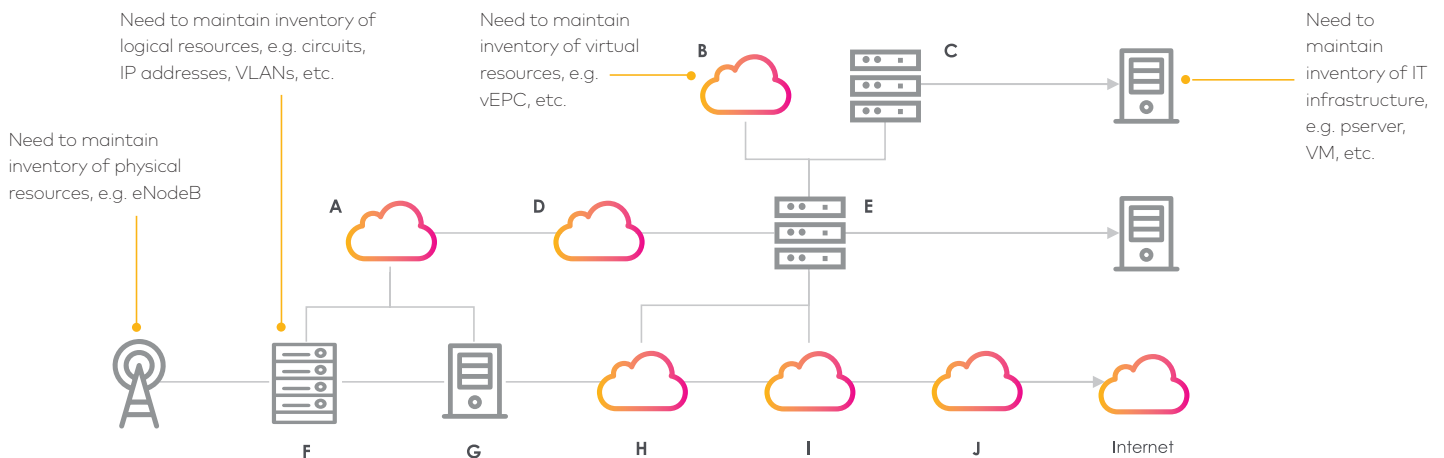 Need to maintain inventory of
logical resources, e.g. circuits,
IP addresses, VLANs, etc.
Need to maintain
inventory of virtual
resources, e.g.
vEPC, etc.
B
C
Need to
maintain
inventory of IT
infrastructure,
e.g. pserver,
VM, etc.
Need to maintain
inventory of physical
resources, e.g. eNodeB
A
D
E
F
G
H
I
J
Internet